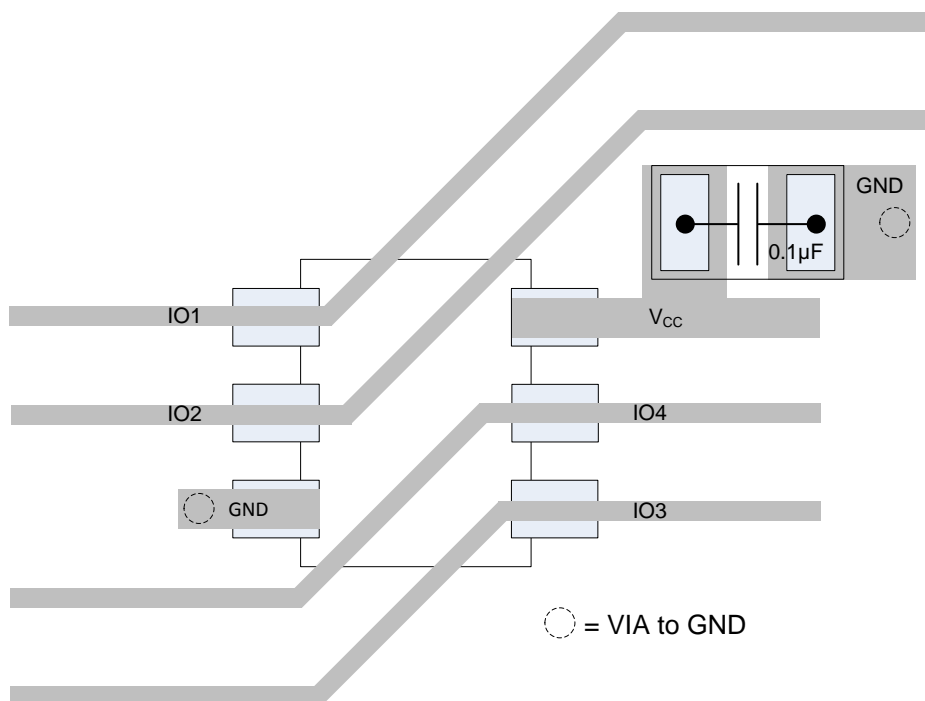 GND
0.1µF
IO1
VCC
IO2
IO4
GND
IO3
= VIA to GND